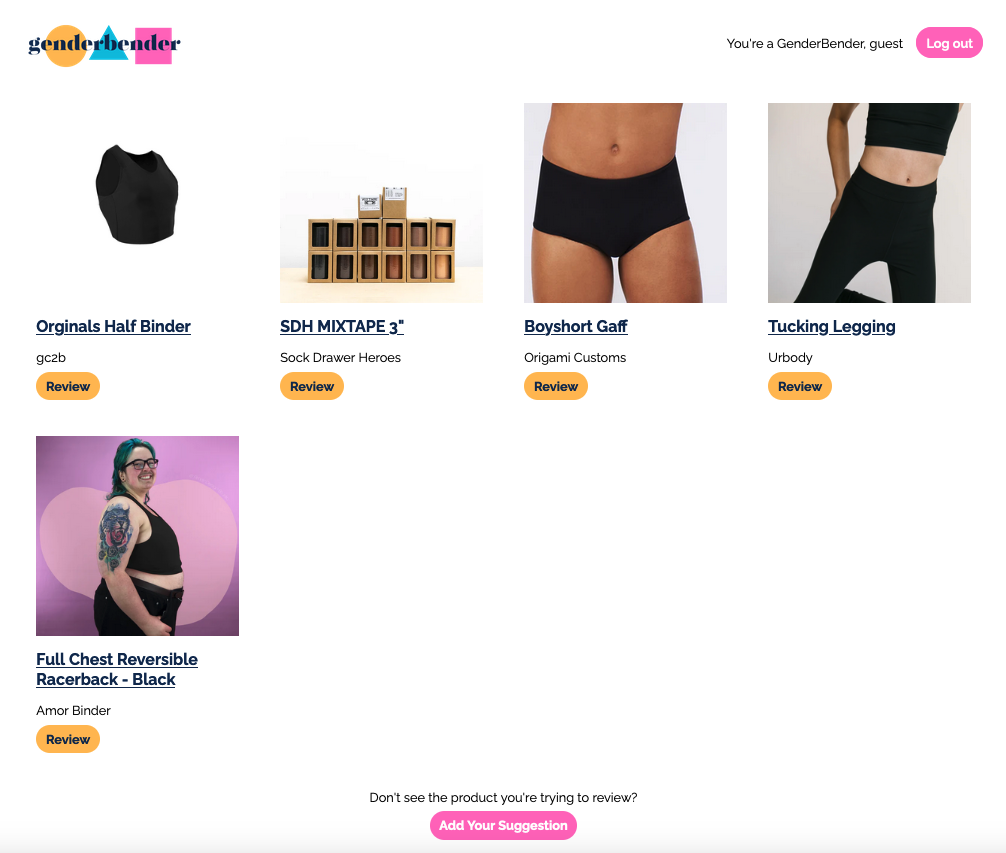 genderbender
You're a GenderBender, guest
Log out
Orginals Half Binder
gc2b
Review
SDH MIXTAPE 3"
Sock Drawer Heroes
Review
Boyshort Gaff
Origami Customs
Review
Tucking Legging
Urbody
Review
Full Chest Reversible
Racerback - Black
Amor Binder
Review
Don't see the product you're trying to review?
Add Your Suggestion